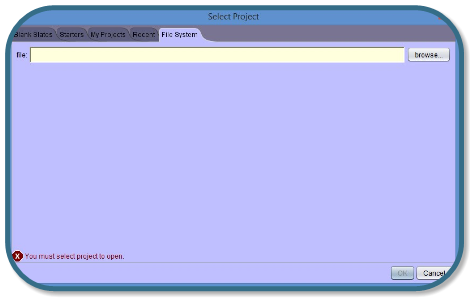 Select Project
Blank Slates Starters My Projects Recent File System
file: browse...
You must select project to open.
OK Cancel